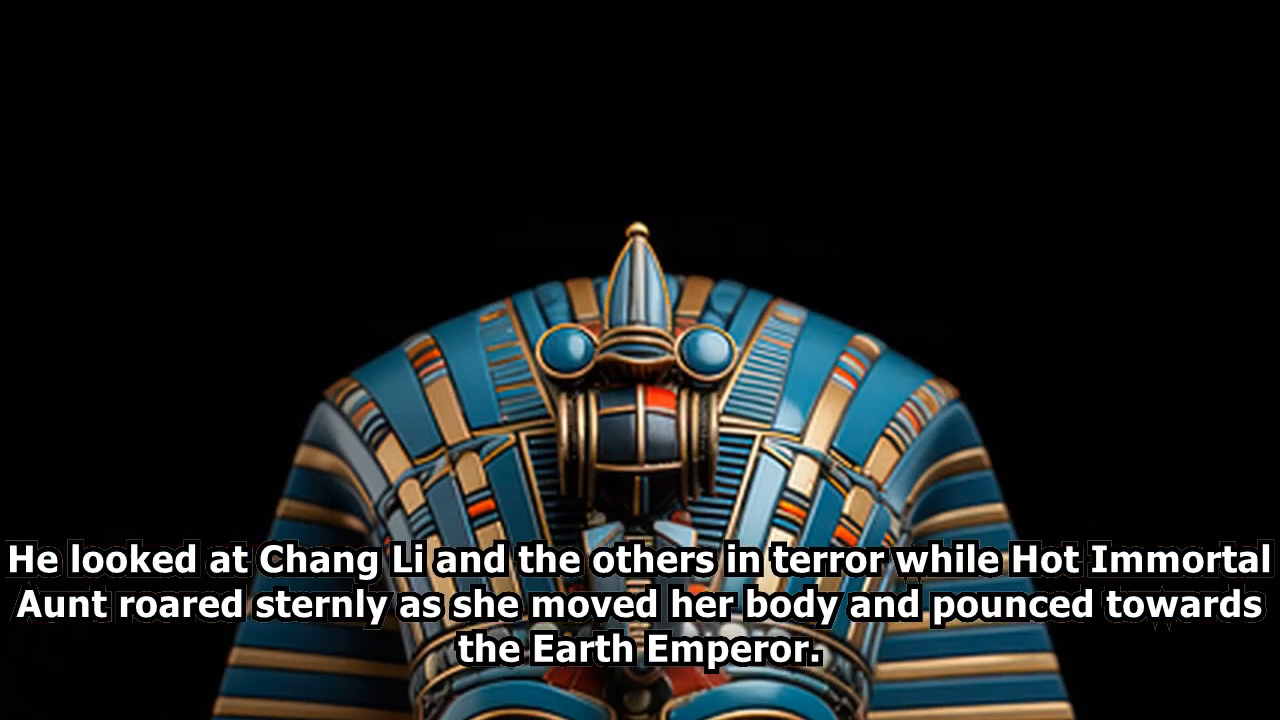 He looked at Chang Li and the others in terror while Hot Immortal
Aunt roared sternly as she moved her body and pounced towards
the Earth Emperor.